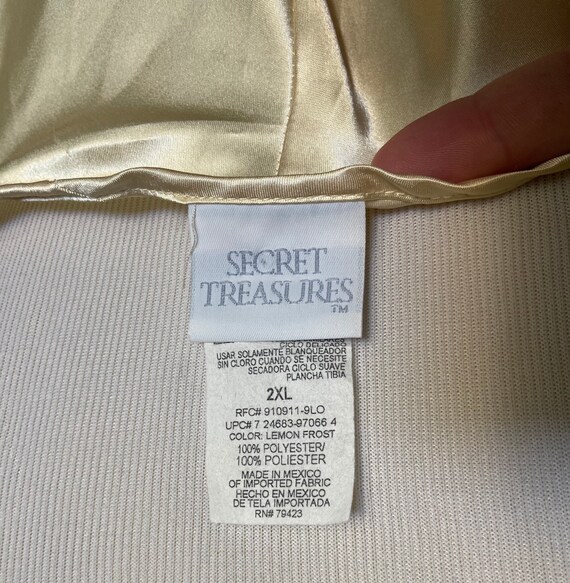 SECRET
TREASURES
TM
CICLO DELICADO
USAR SOLAMENTE BLANQUEADOR
SIN CLORO CUANDO SE NECESITE
SECADORA CICLO SUAVE
PLANCHA TIBIA
2XL
RFC# 910911-9LO
UPC# 7 24683-97066 4
COLOR: LEMON FROST
100% POLYESTER/
100% POLIESTER
MADE IN MEXICO
OF IMPORTED FABRIC
HECHO EN MEXICO
DE TELA IMPORTADA
RN# 79423